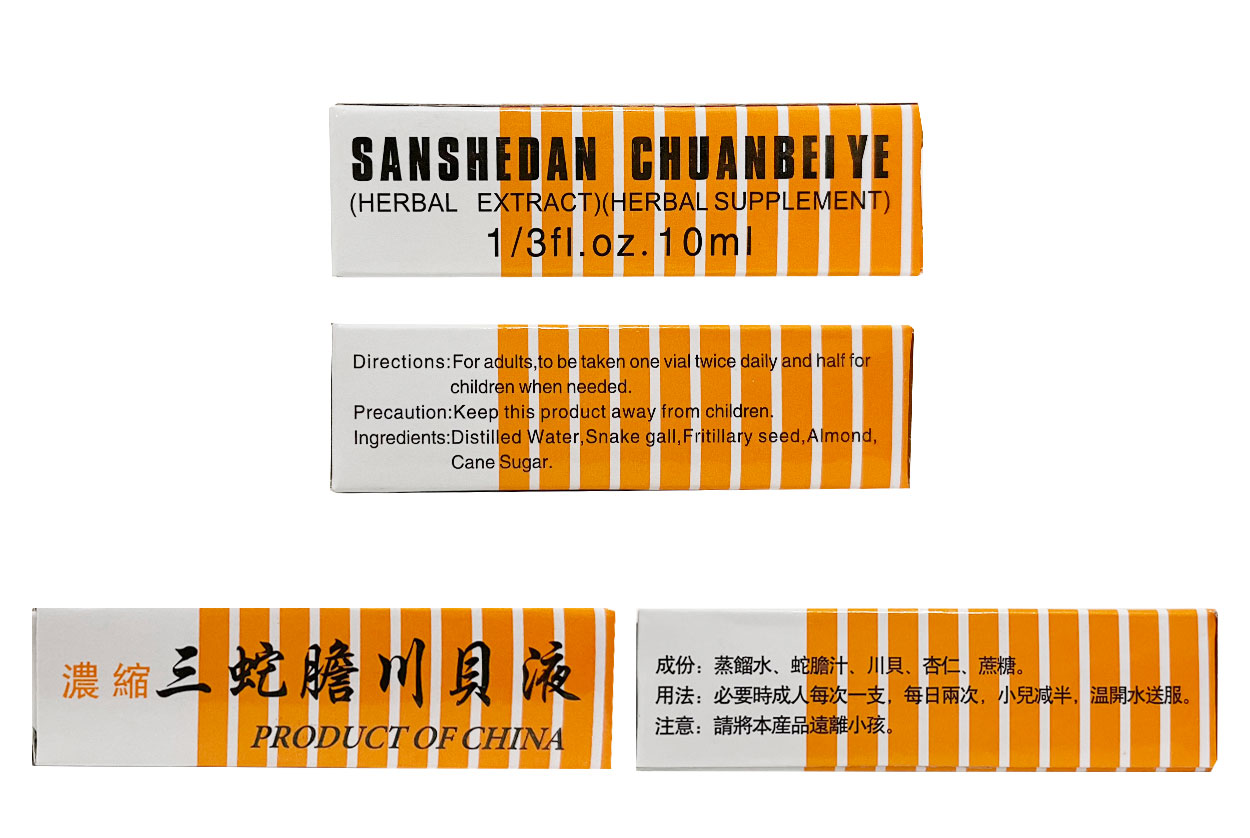 SANSHEDAN CHUANBEI YE
(HERBAL EXTRACT)(HERBAL SUPPLEMENT)
1/3fl.oz.10ml
Directions:For adults,to be taken one vial twice daily and half for
children when needed.
Precaution:Keep this product away from children.
Ingredients:Distilled Water,Snake gall,Fritillary seed,Almond,
Cane Sugar.
濃縮三蛇膽川貝液
PRODUCT OF CHINA
成份：蒸餾水、蛇膽汁、川貝、杏仁、蔗糖。
用法：必要時成人每次一支，每日兩次，小兒減半，温開水送服。
注意：請將本産品遠離小孩。